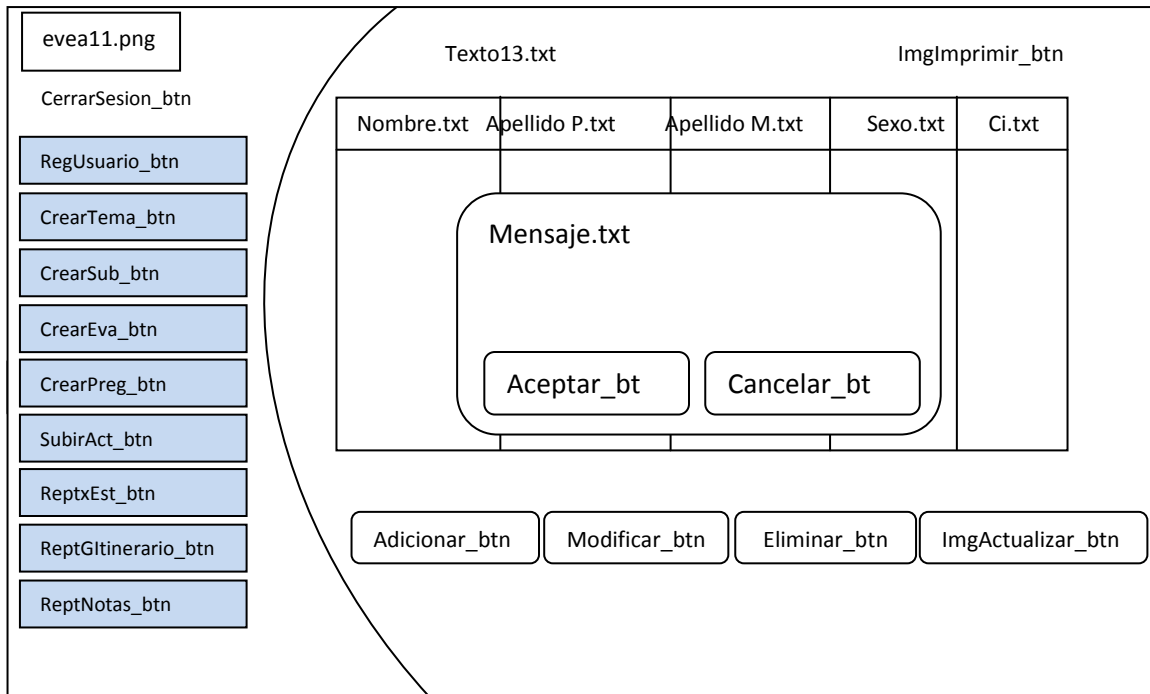 evea11.png
CerrarSesion_btn
RegUsuario_btn
CrearTema_btn
CrearSub_btn
CrearEva_btn
CrearPreg_btn
SubirAct_btn
ReptxEst_btn
ReptGItinerario_btn
ReptNotas_btn
Texto13.txt
ImgImprimir_btn
Nombre.txt Apellido P.txt Apellido M.txt Sexo.txt Ci.txt
Mensaje.txt
Aceptar_bt Cancelar_bt
Adicionar_btn Modificar_btn Eliminar_btn ImgActualizar_btn